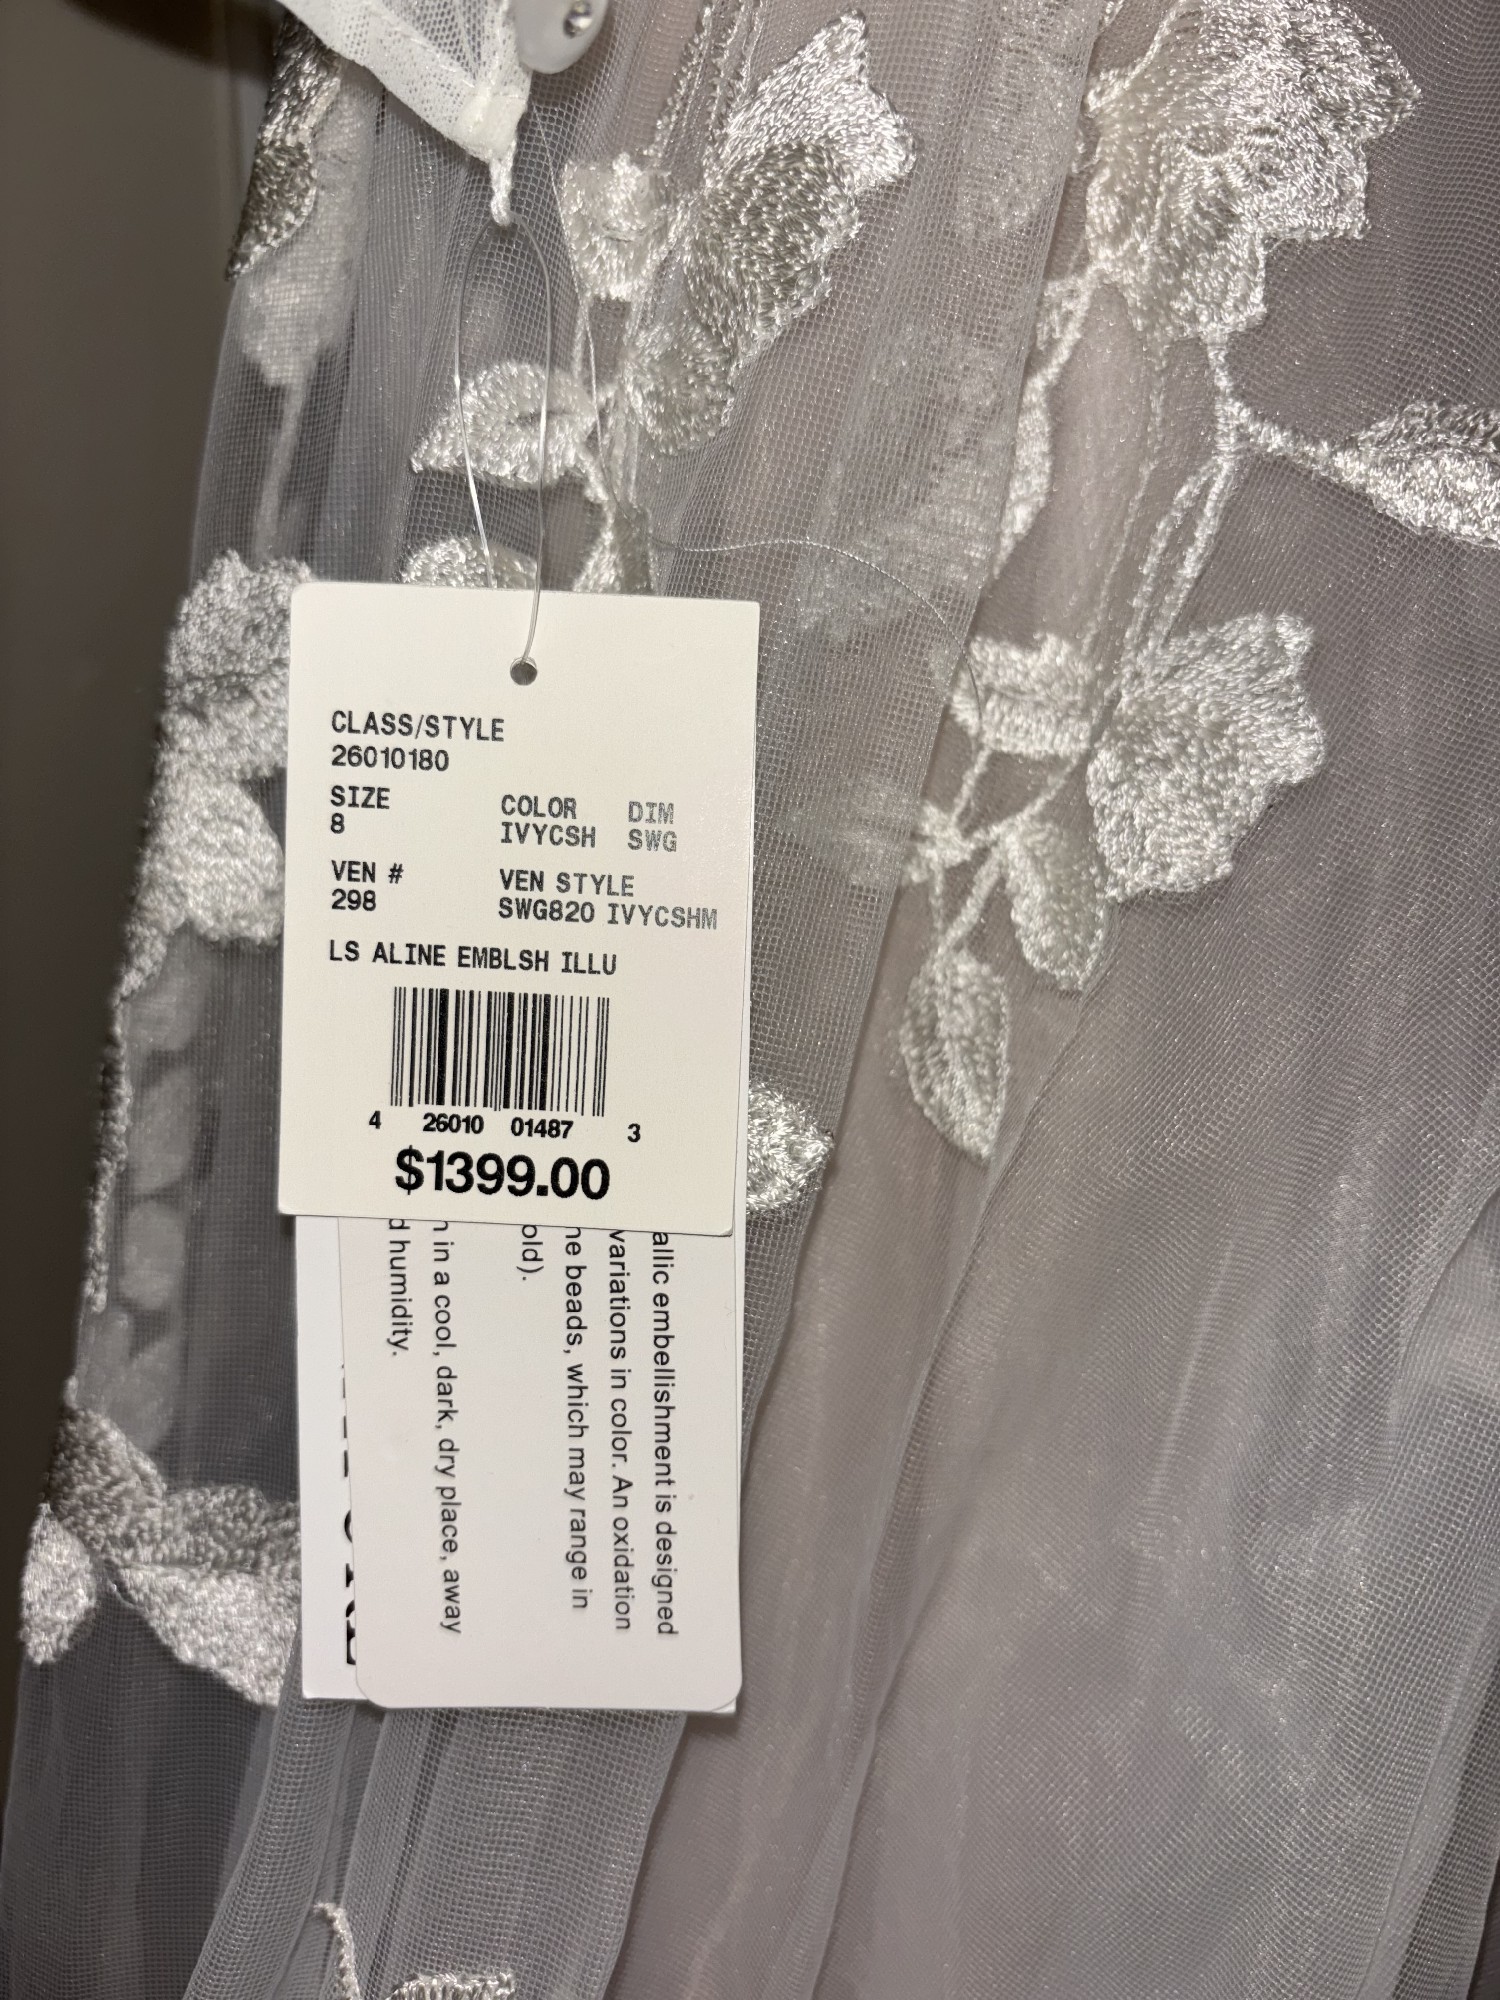 CLASS/STYLE
26010180
SIZE COLOR DIM
8 IVYCSH SWG
VEN # VEN STYLE
298 SWG820 IVYCSHM
LS ALINE EMBLSH ILLU
4 26010 01487 3
$1399.00
allic embellishment is designed
variations in color. An oxidation
he beads, which may range in
old).
n in a cool, dark, dry place, away
d humidity.